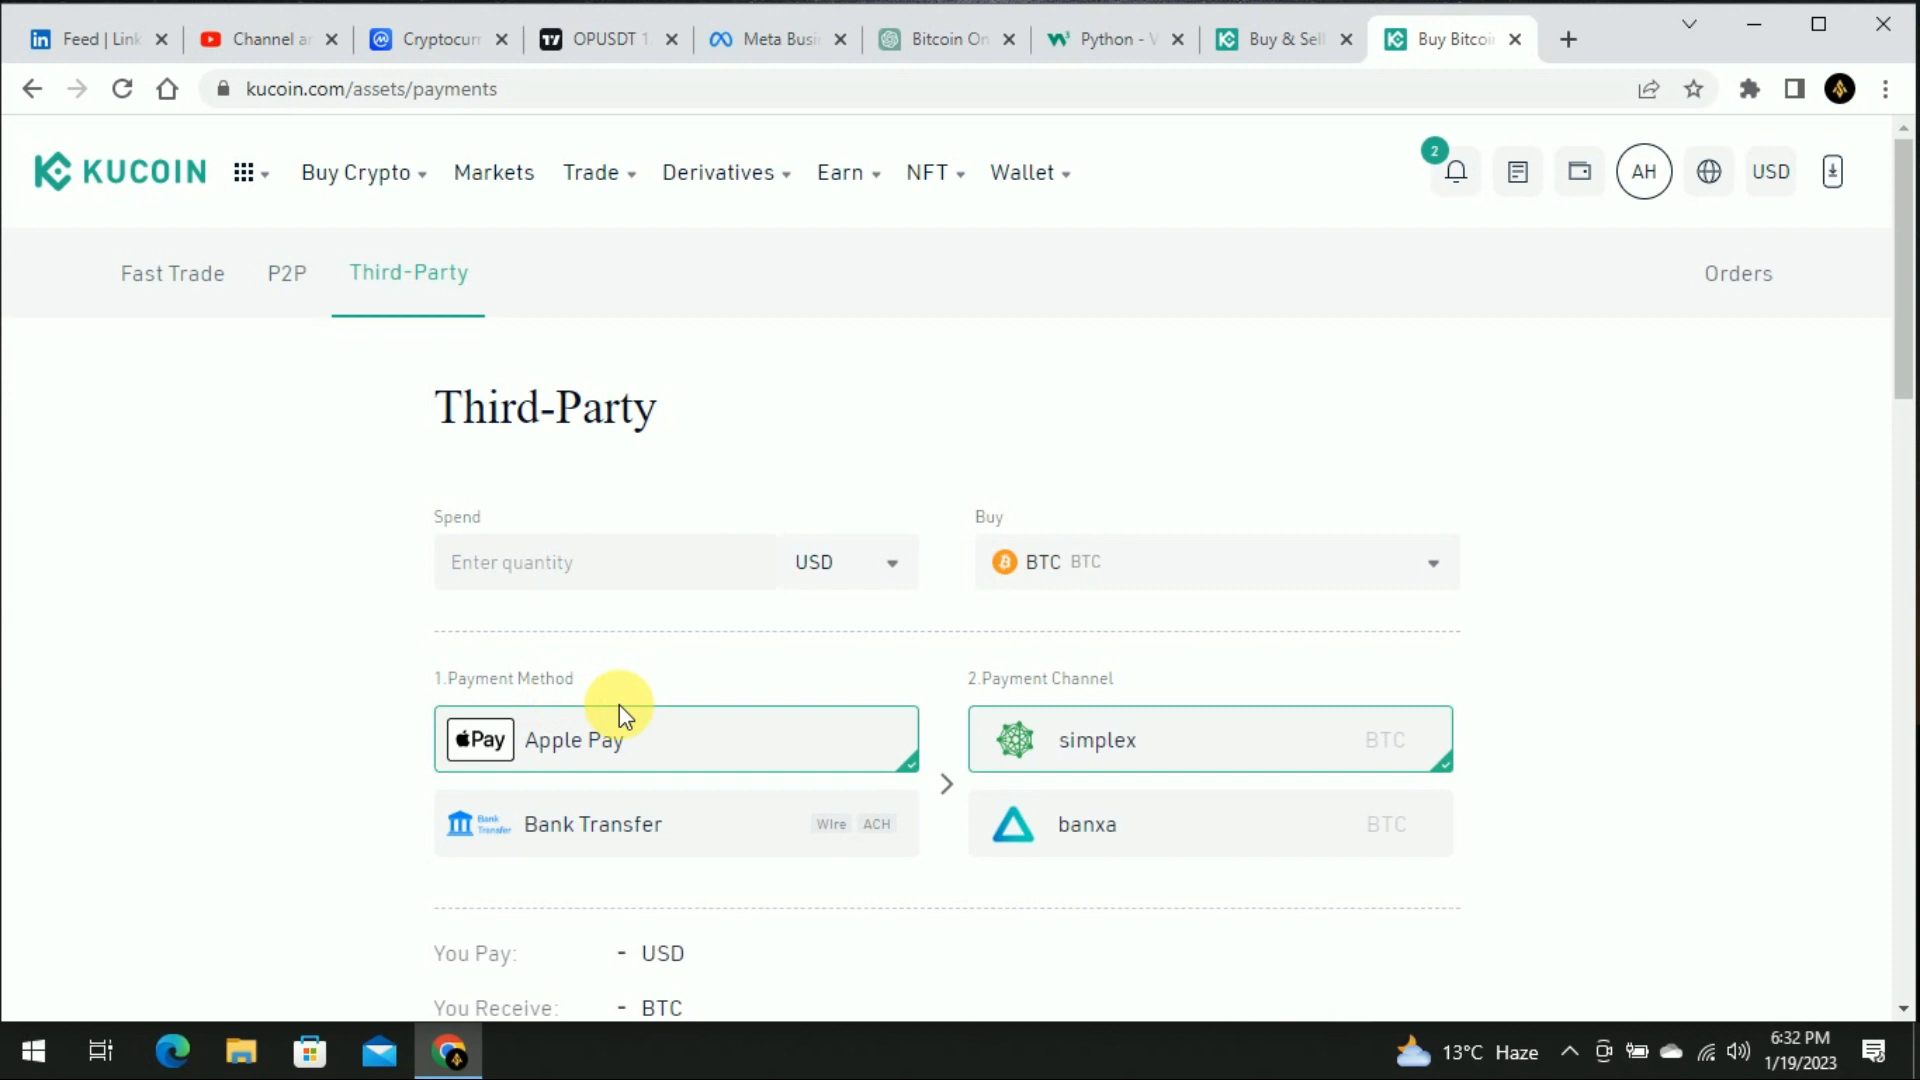 Feed | Link Channel ar Cryptocurr OPUSDT 1. Meta Busi Bitcoin On Python - V Buy & Sell Buy Bitcoi
kucoin.com/assets/payments
KUCOIN Buy Crypto Markets Trade Derivatives Earn NFT Wallet 2 AH USD
Fast Trade P2P Third-Party Orders
Third-Party
Spend Buy
Enter quantity USD BTC BTC
1.Payment Method 2.Payment Channel
Pay Apple Pay simplex BTC
Bank Transfer Bank Transfer Wire ACH banxa BTC
You Pay: - USD
You Receive: - BTC
13°C Haze 6:32 PM
1/19/2023